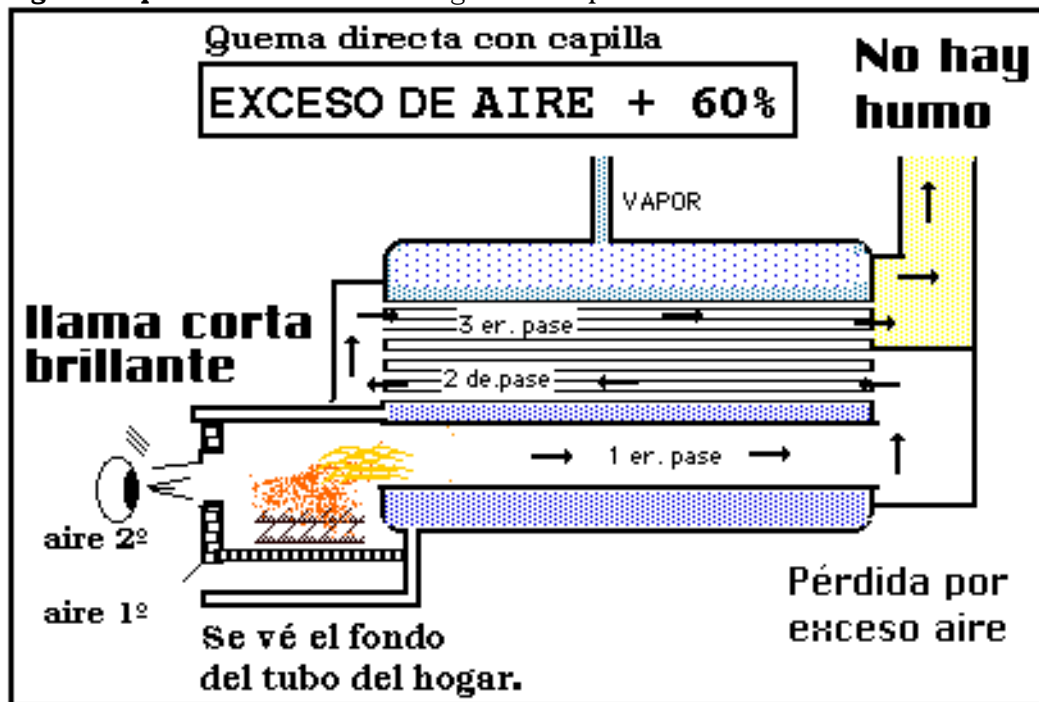 Quema directa con capilla
EXCESO DE AIRE + 60%
No hay
humo
VAPOR
llama corta
brillante
3 er. pase
2 de.pase
1 er. pase
aire 2º
aire 1º
Se vé el fondo
del tubo del hogar.
Pérdida por
exceso aire